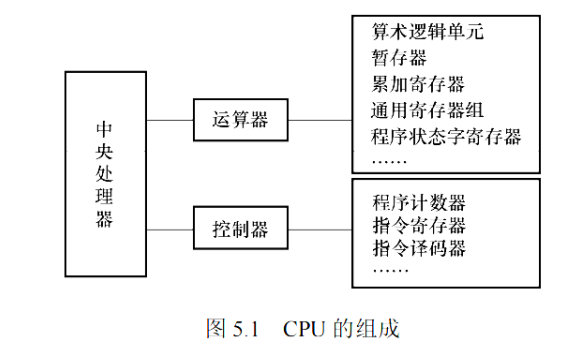 中央处理器
运算器
算术逻辑单元
暂存器
累加寄存器
通用寄存器组
程序状态字寄存器
……
控制器
程序计数器
指令寄存器
指令译码器
……
图 5.1 CPU 的组成